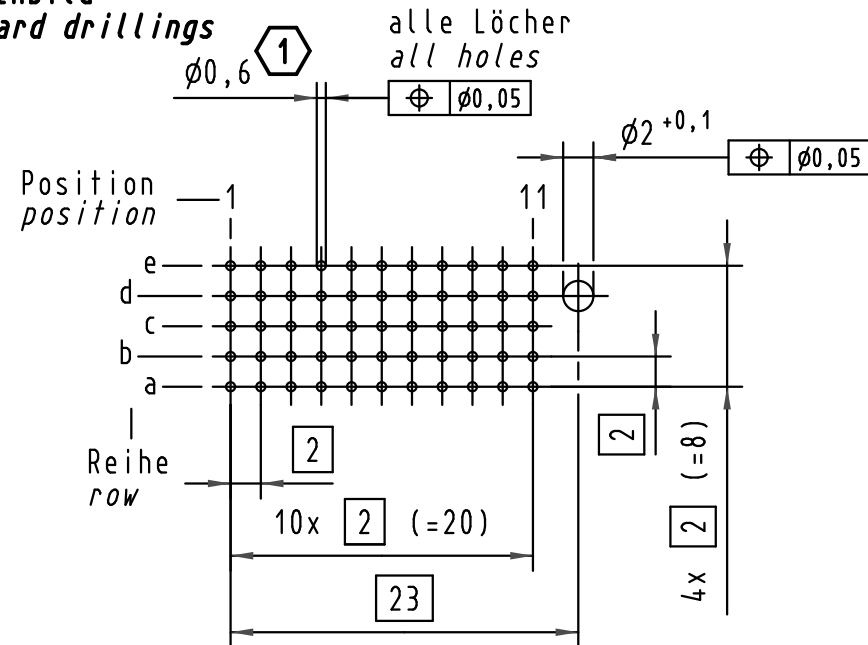 ard drillings
alle Löcher
all holes
Ø0,6
1
⌖ Ø0,05
Ø2 +0,1
⌖ Ø0,05
Position
position
1
11
e
d
c
b
a
Reihe
row
2
2
10x 2 (=20)
4x 2 (=8)
23